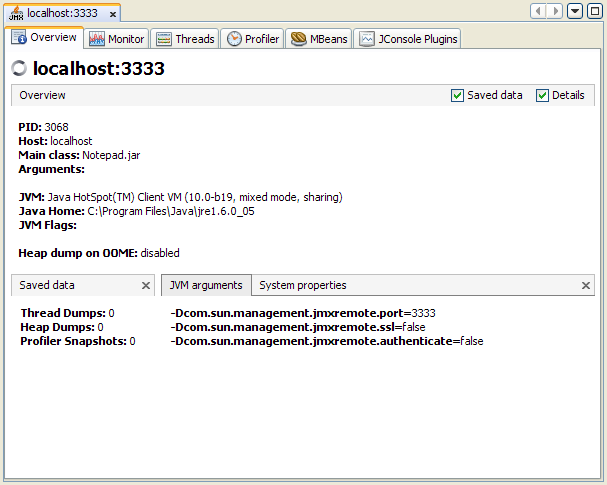 JMX localhost:3333
Overview Monitor Threads Profiler MBeans JConsole Plugins
localhost:3333
Overview Saved data Details
PID: 3068
Host: localhost
Main class: Notepad.jar
Arguments:
JVM: Java HotSpot(TM) Client VM (10.0-b19, mixed mode, sharing)
Java Home: C:\Program Files\Java\jre1.6.0_05
JVM Flags:
Heap dump on OOME: disabled
Saved data JVM arguments System properties
Thread Dumps: 0 -Dcom.sun.management.jmxremote.port=3333
Heap Dumps: 0 -Dcom.sun.management.jmxremote.ssl=false
Profiler Snapshots: 0 -Dcom.sun.management.jmxremote.authenticate=false